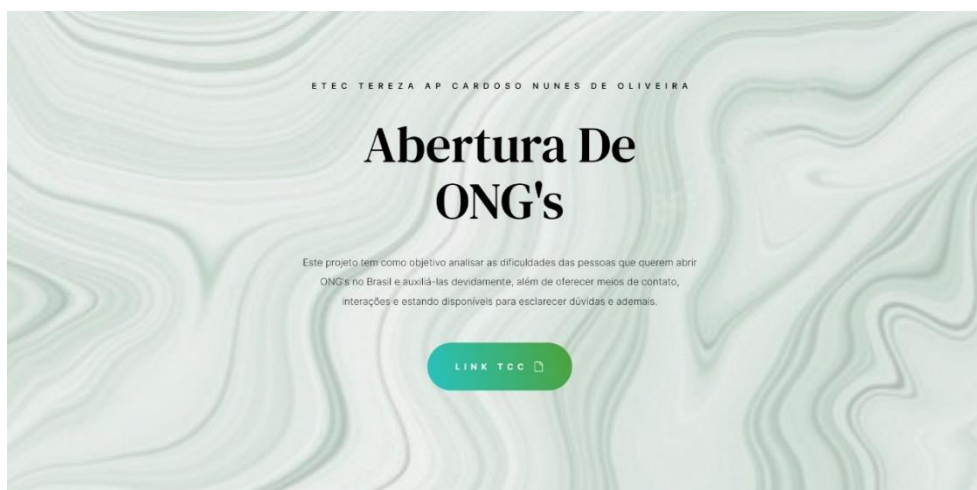 ETEC TEREZA AP CARDOSO NUNES DE OLIVEIRA
Abertura De
ONG's
Este projeto tem como objetivo analisar as dificuldades das pessoas que querem abrir
ONG's no Brasil e auxiliá-las devidamente, além de oferecer meios de contato,
interações e estando disponíveis para esclarecer dúvidas e ademais.
LINK TCC